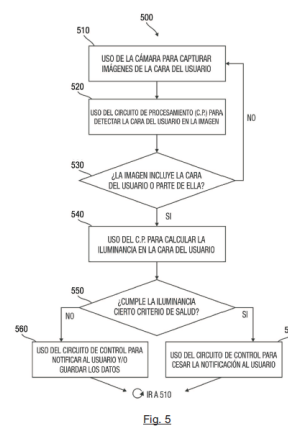 500
510
USO DE LA CÁMARA PARA CAPTURAR
IMÁGENES DE LA CARA DEL USUARIO
520
USO DEL CIRCUITO DE PROCESAMIENTO (C.P.) PARA
DETECTAR LA CARA DEL USUARIO EN LA IMAGEN
NO
530
¿LA IMAGEN INCLUYE LA CARA
DEL USUARIO O PARTE DE ELLA?
SI
540
USO DEL C.P. PARA CALCULAR LA
ILUMINANCIA EN LA CARA DEL USUARIO
550
¿CUMPLE LA ILUMINANCIA
CIERTO CRITERIO DE SALUD?
NO
SI
560
USO DEL CIRCUITO DE CONTROL PARA
NOTIFICAR AL USUARIO Y/O
GUARDAR LOS DATOS
USO DEL CIRCUITO DE CONTROL PARA
CESAR LA NOTIFICACIÓN AL USUARIO
IR A 510
Fig. 5